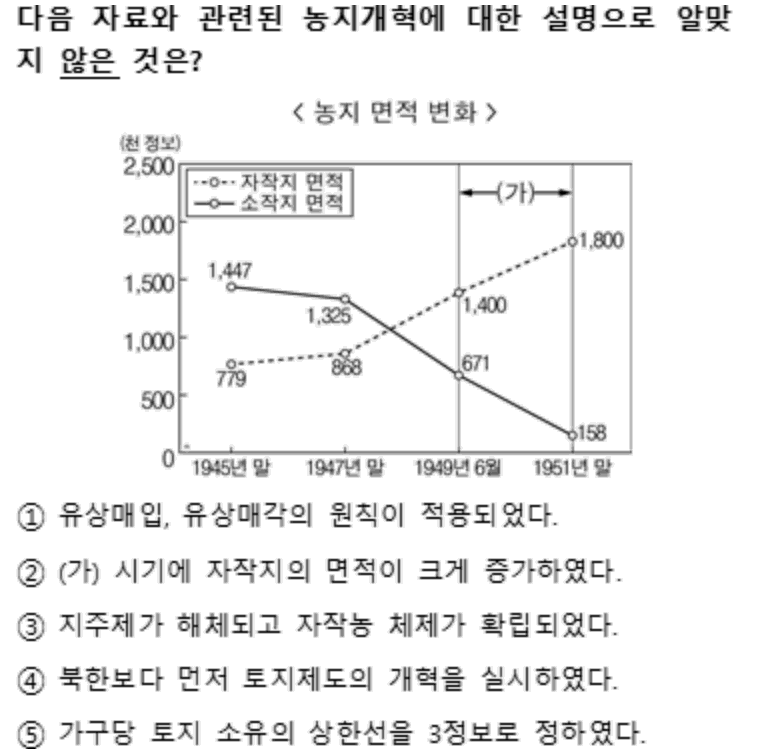 다음 자료와 관련된 농지개혁에 대한 설명으로 알맞
지 않은 것은?
< 농지 면적 변화 >
(천 정보)
2,500
자작지 면적
소작지 면적
(가)
2,000
1,800
1,500
1,447
1,325
1,400
1,000
779
868
671
500
158
0
1945년 말 1947년 말 1949년 6월 1951년 말
① 유상매입, 유상매각의 원칙이 적용되었다.
② (가) 시기에 자작지의 면적이 크게 증가하였다.
③ 지주제가 해체되고 자작농 체제가 확립되었다.
④ 북한보다 먼저 토지제도의 개혁을 실시하였다.
⑤ 가구당 토지 소유의 상한선을 3정보로 정하였다.